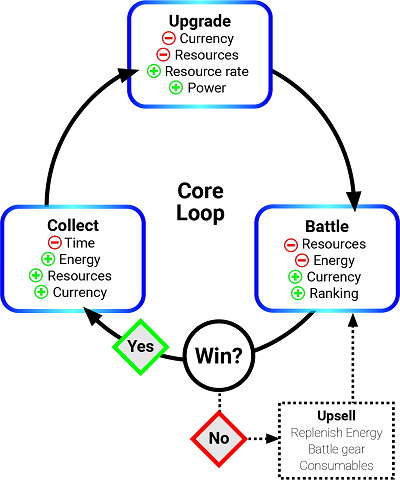 Upgrade
⊖ Currency
⊖ Resources
⊕ Resource rate
⊕ Power
Core
Loop
Collect
⊖ Time
⊕ Energy
⊕ Resources
⊕ Currency
Battle
⊖ Resources
⊖ Energy
⊕ Currency
⊕ Ranking
Win?
Yes
No
Upsell
Replenish Energy
Battle gear
Consumables